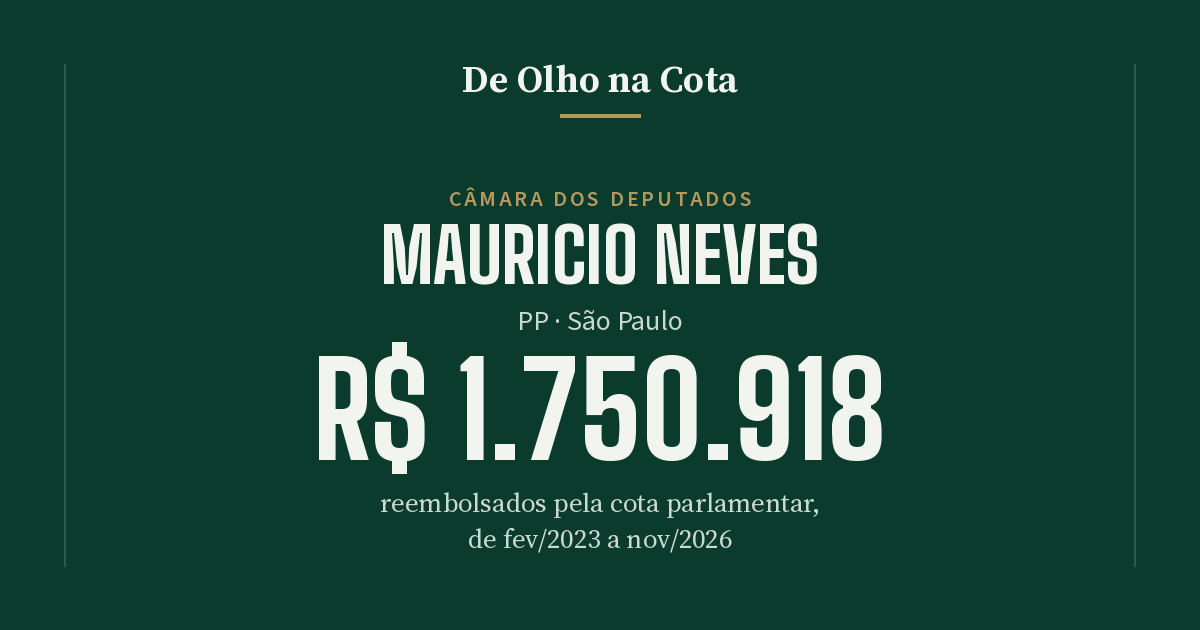 De Olho na Cota
CÂMARA DOS DEPUTADOS
MAURICIO NEVES
PP · São Paulo
R$ 1.750.918
reembolsados pela cota parlamentar,
de fev/2023 a nov/2026